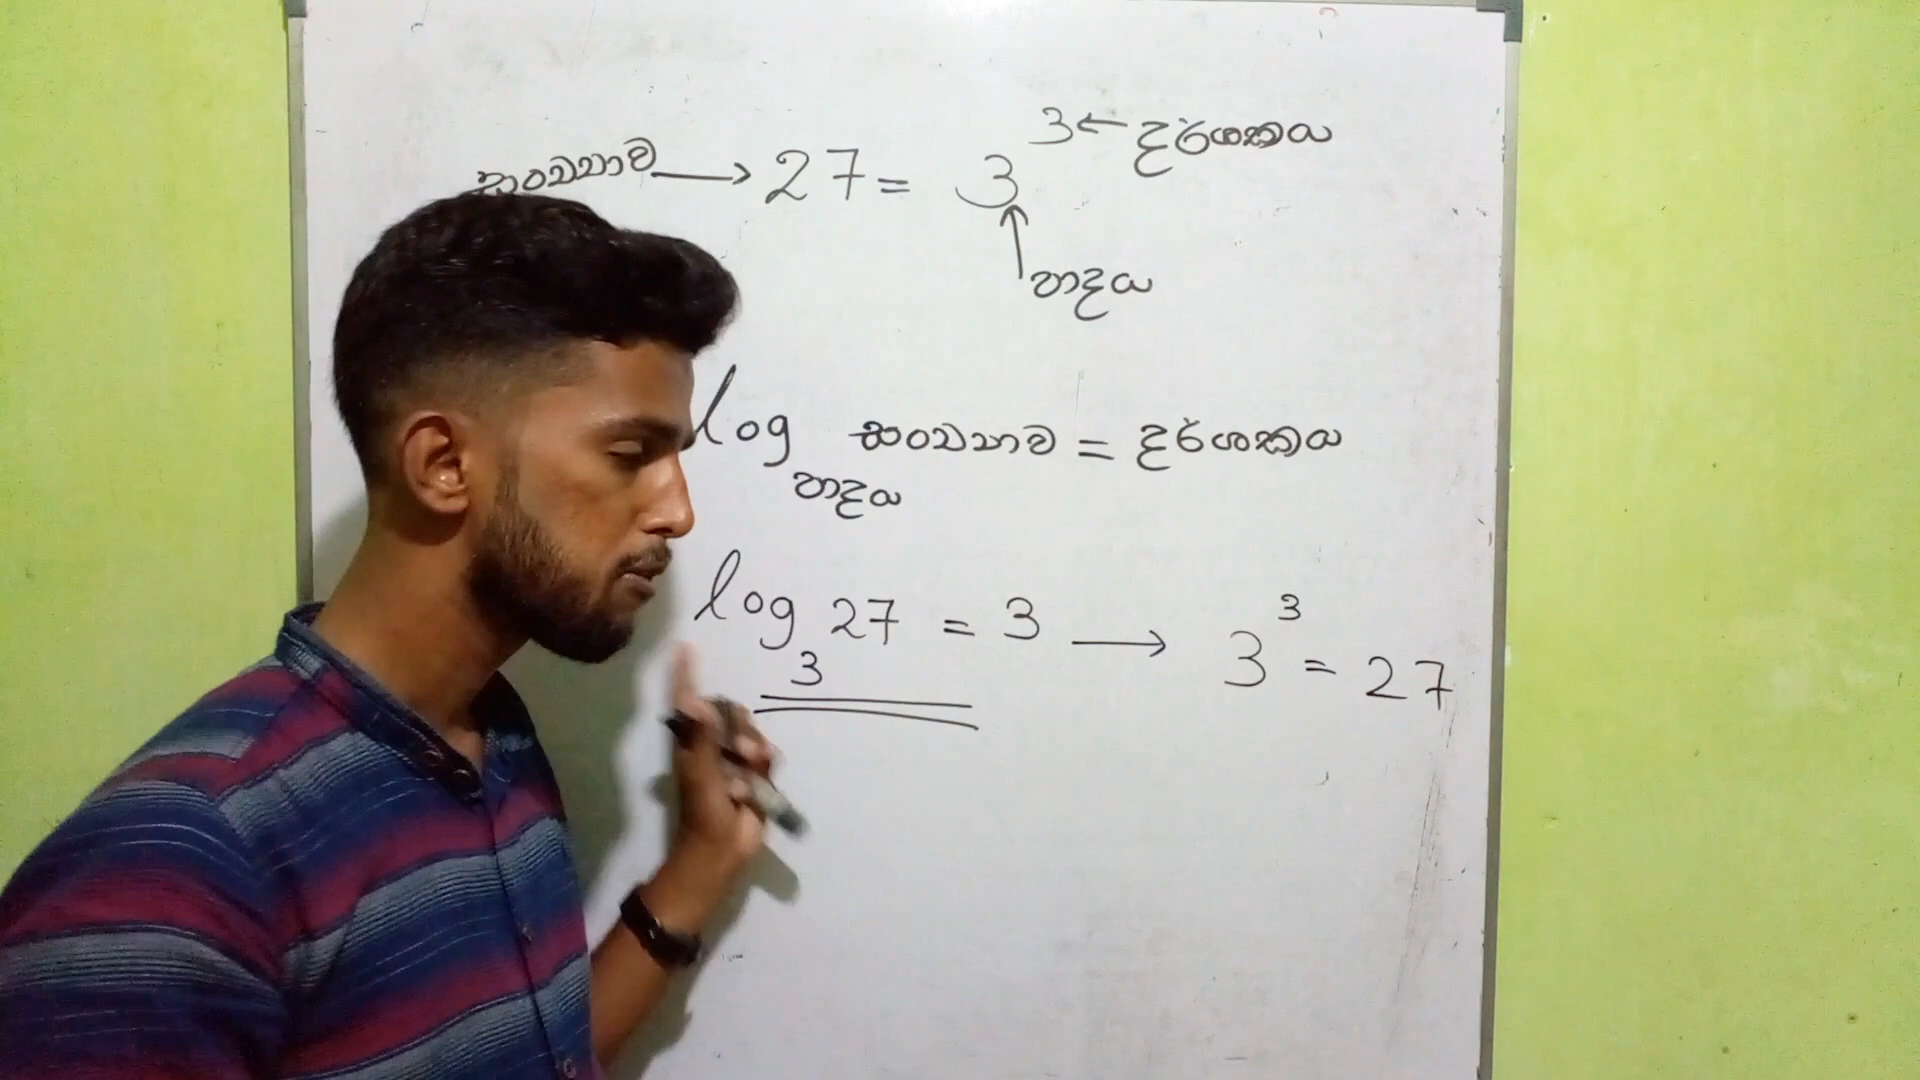 සංඛ්‍යාව → 27 = 3³ ← දර්ශකය
↑ පාදය
log පාදය සංඛ්‍යාව = දර්ශකය
log₃ 27 = 3 → 3³ = 27